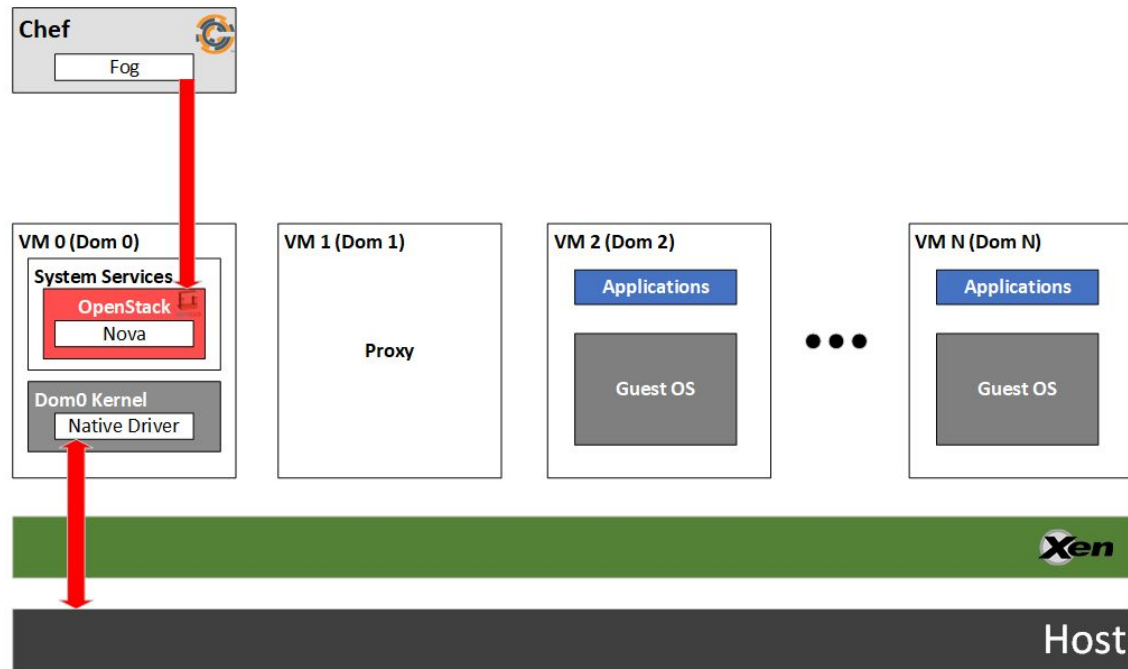 Chef
Fog
VM 0 (Dom 0)
System Services
OpenStack
Nova
Dom0 Kernel
Native Driver
VM 1 (Dom 1)
Proxy
VM 2 (Dom 2)
Applications
Guest OS
VM N (Dom N)
Applications
Guest OS
Xen
Host